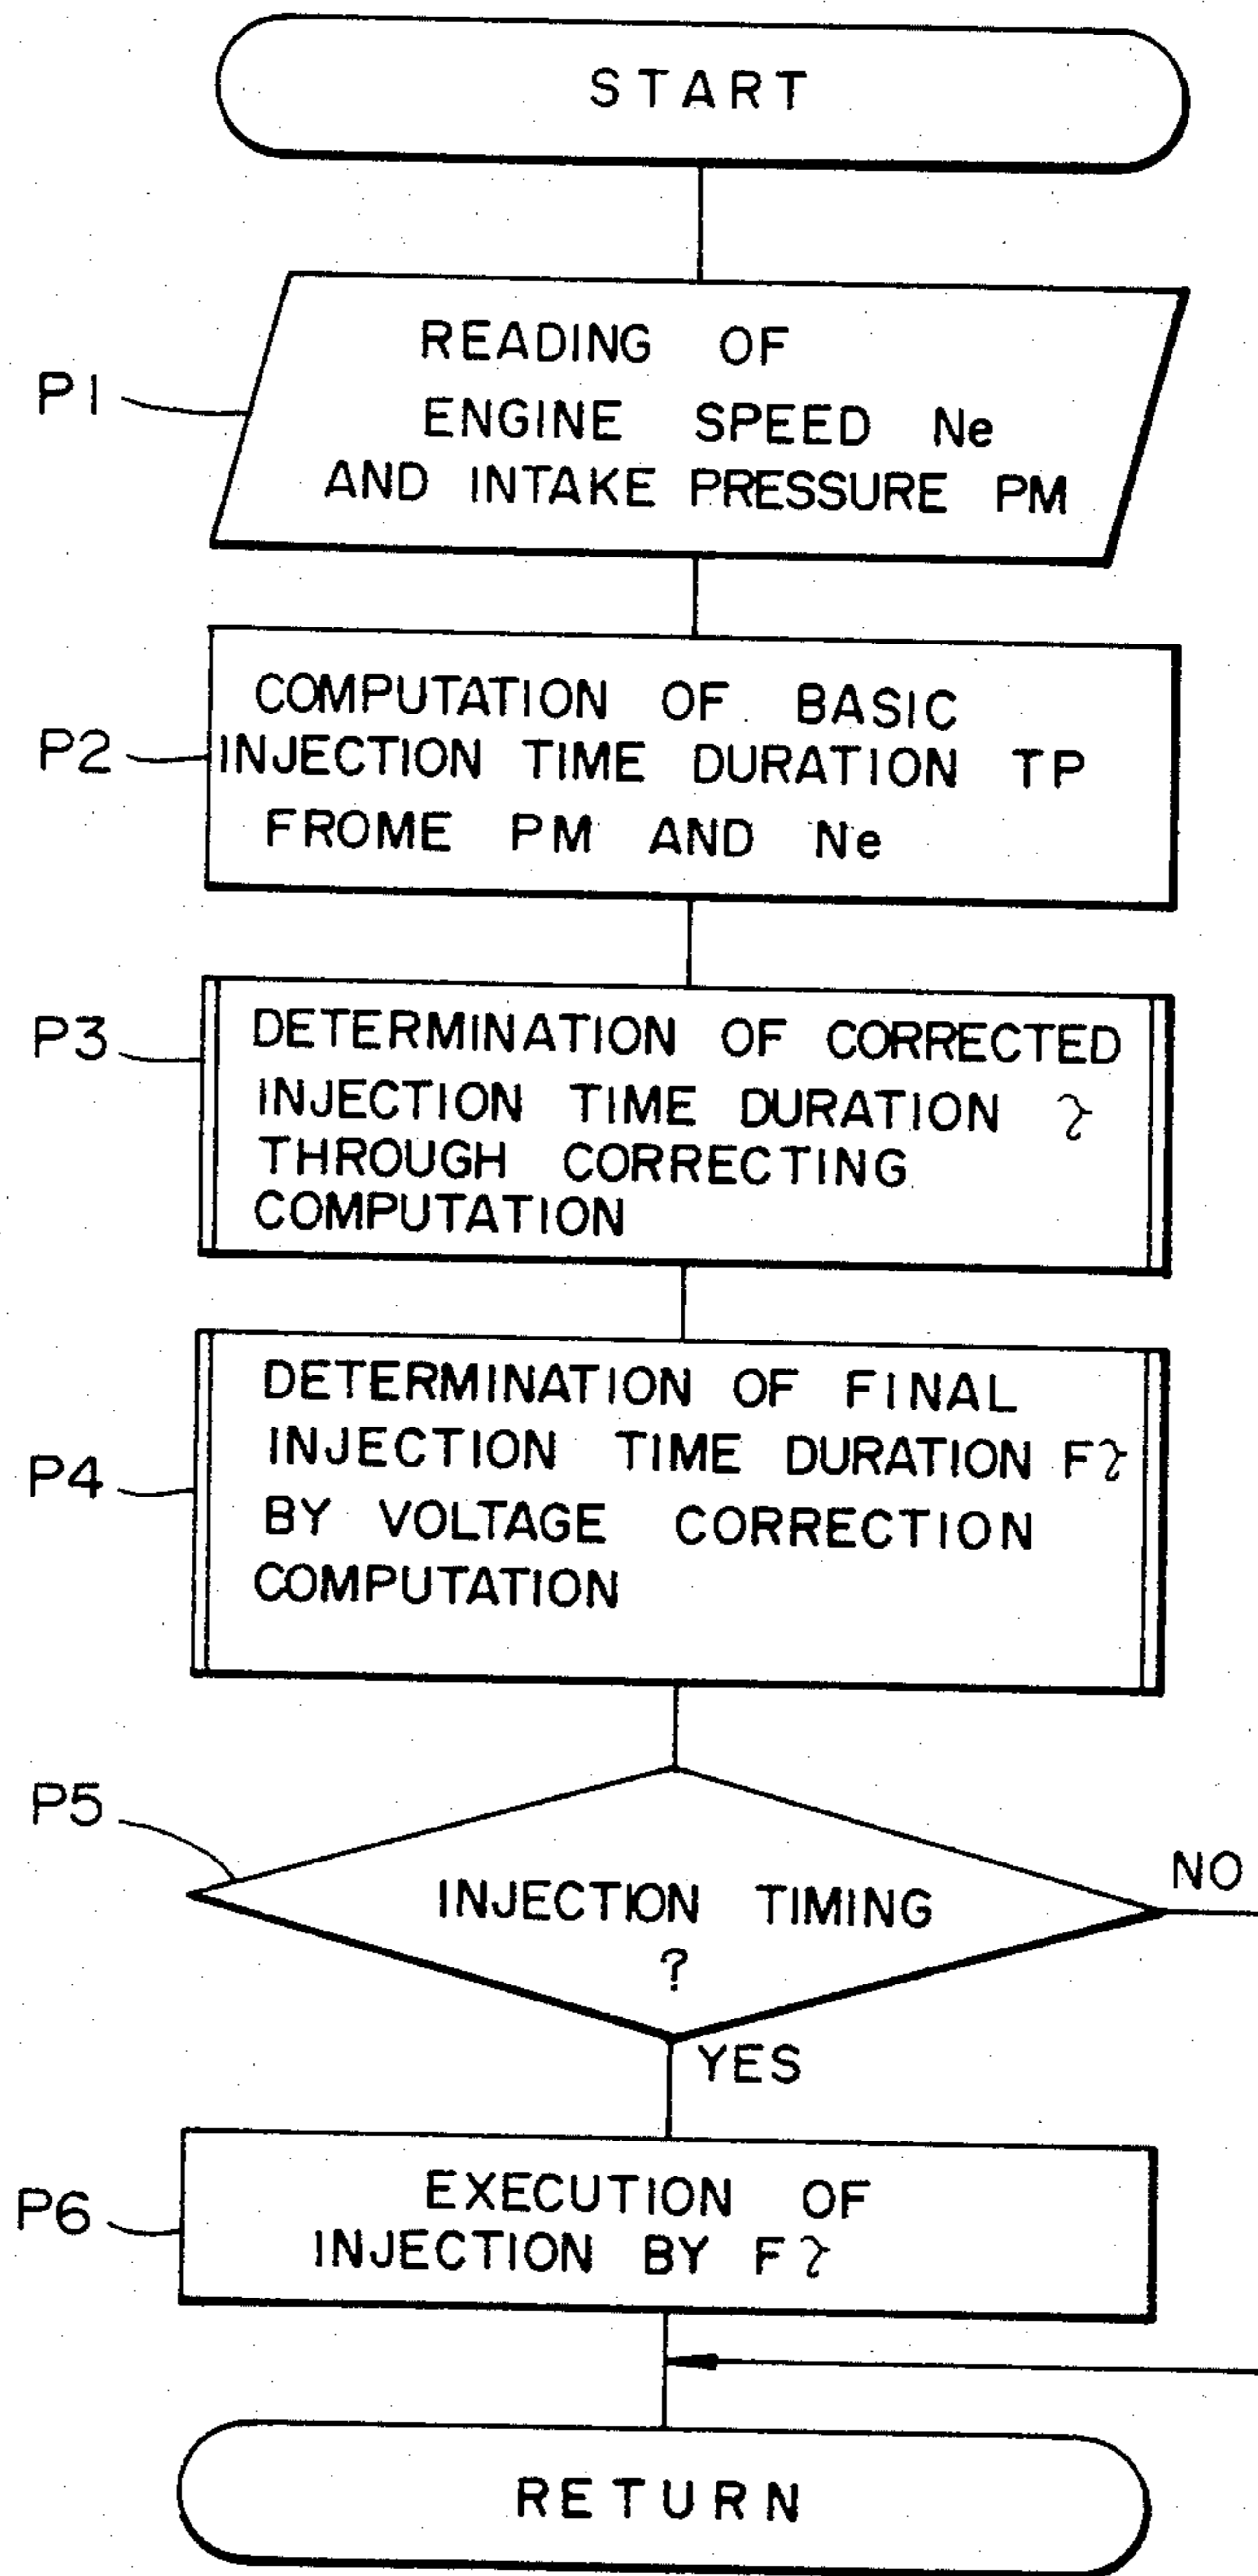 START
P1
READING OF
ENGINE SPEED Ne
AND INTAKE PRESSURE PM
P2
COMPUTATION OF BASIC
INJECTION TIME DURATION TP
FROME PM AND Ne
P3
DETERMINATION OF CORRECTED
INJECTION TIME DURATION τ
THROUGH CORRECTING
COMPUTATION
P4
DETERMINATION OF FINAL
INJECTION TIME DURATION Fτ
BY VOLTAGE CORRECTION
COMPUTATION
P5
INJECTION TIMING
?
NO
YES
P6
EXECUTION OF
INJECTION BY Fτ
RETURN